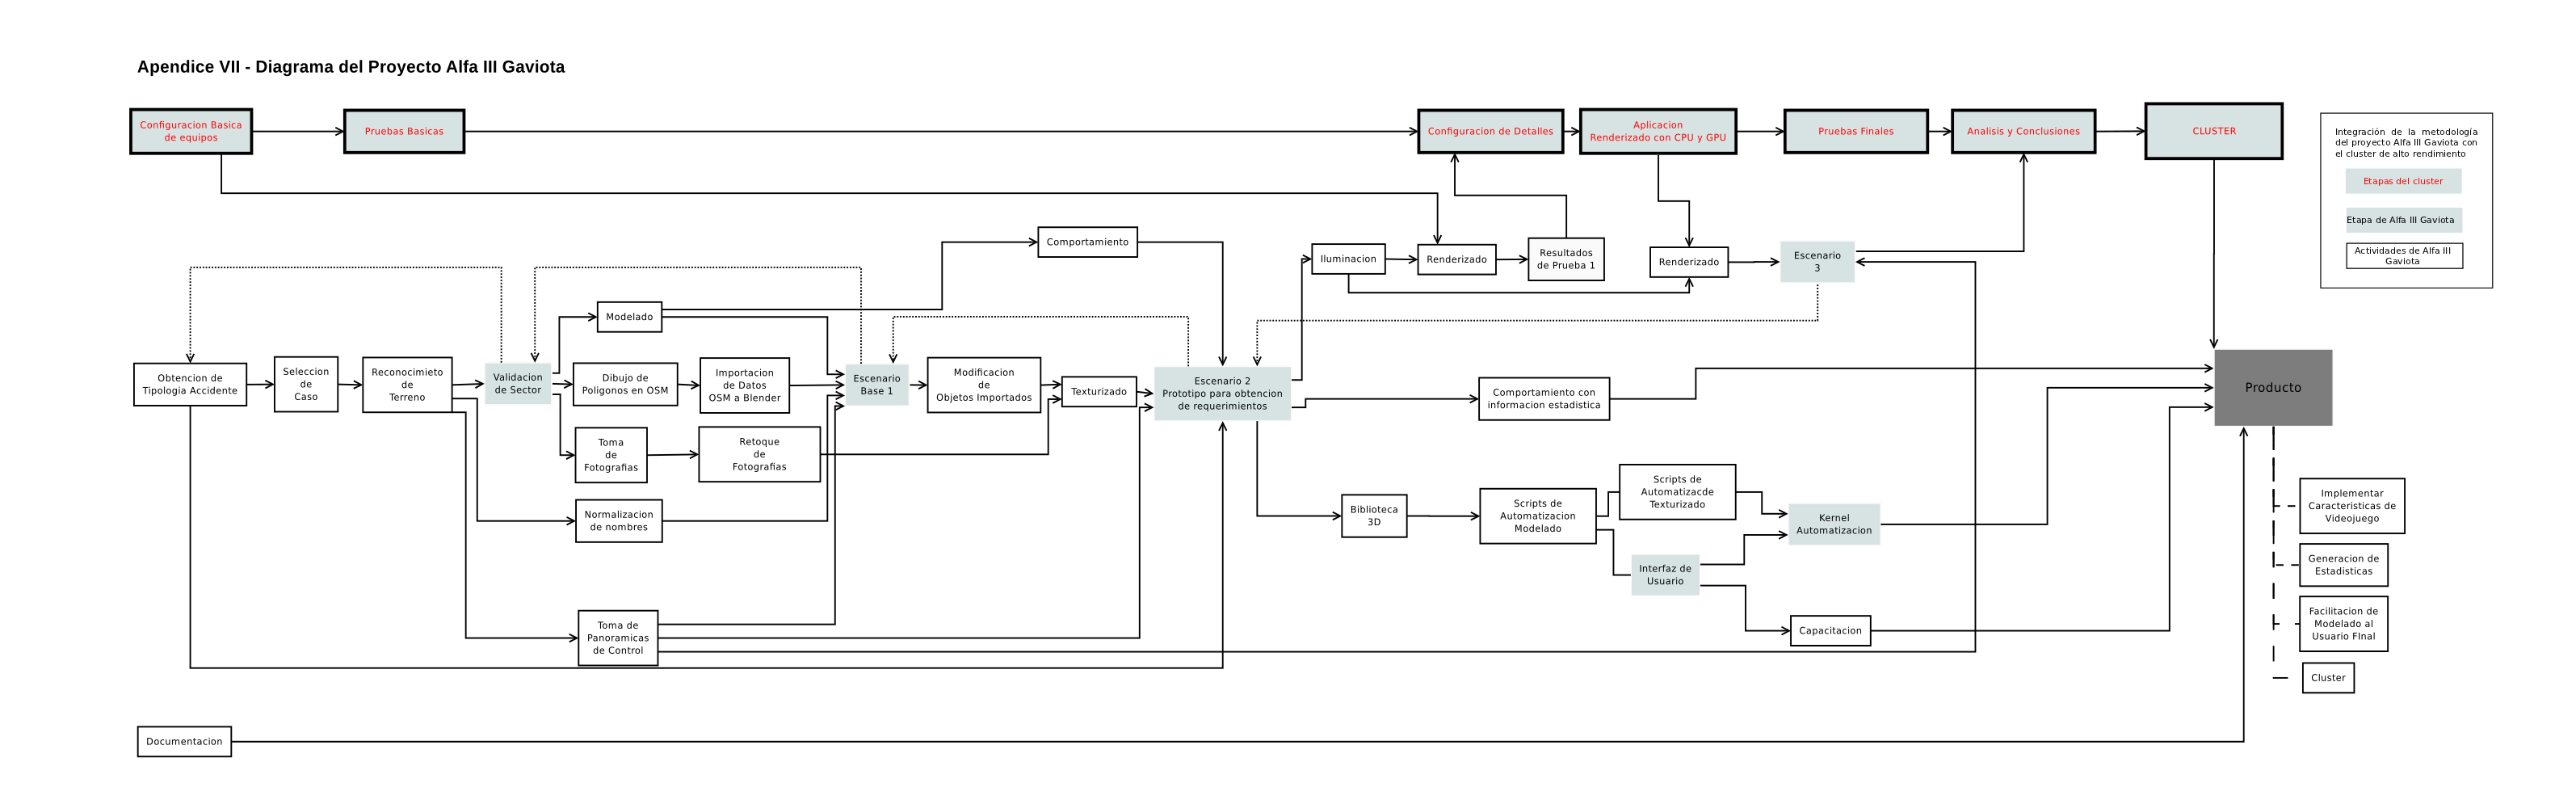 Apendice VII - Diagrama del Proyecto Alfa III Gaviota
Configuracion Basica
de equipos
Pruebas Basicas
Configuracion de Detalles
Aplicacion
Renderizado con CPU y GPU
Pruebas Finales
Analisis y Conclusiones
CLUSTER
Integración de la metodología
del proyecto Alfa III Gaviota con
el cluster de alto rendimiento
Etapas del cluster
Etapa de Alfa III Gaviota
Actividades de Alfa III
Gaviota
Comportamiento
Iluminacion
Renderizado
Resultados
de Prueba 1
Renderizado
Escenario
3
Modelado
Obtencion de
Tipologia Accidente
Seleccion
de
Caso
Reconocimieto
de
Terreno
Validacion
de Sector
Dibujo de
Poligonos en OSM
Importacion
de Datos
OSM a Blender
Escenario
Base 1
Modificacion
de
Objetos Importados
Texturizado
Escenario 2
Prototipo para obtencion
de requerimientos
Comportamiento con
informacion estadistica
Producto
Toma
de
Fotografias
Retoque
de
Fotografias
Normalizacion
de nombres
Biblioteca
3D
Scripts de
Automatizacion
Modelado
Scripts de
Automatizacde
Texturizado
Kernel
Automatizacion
Interfaz de
Usuario
Implementar
Caracteristicas de
Videojuego
Generacion de
Estadisticas
Facilitacion de
Modelado al
Usuario FInal
Cluster
Toma de
Panoramicas
de Control
Capacitacion
Documentacion